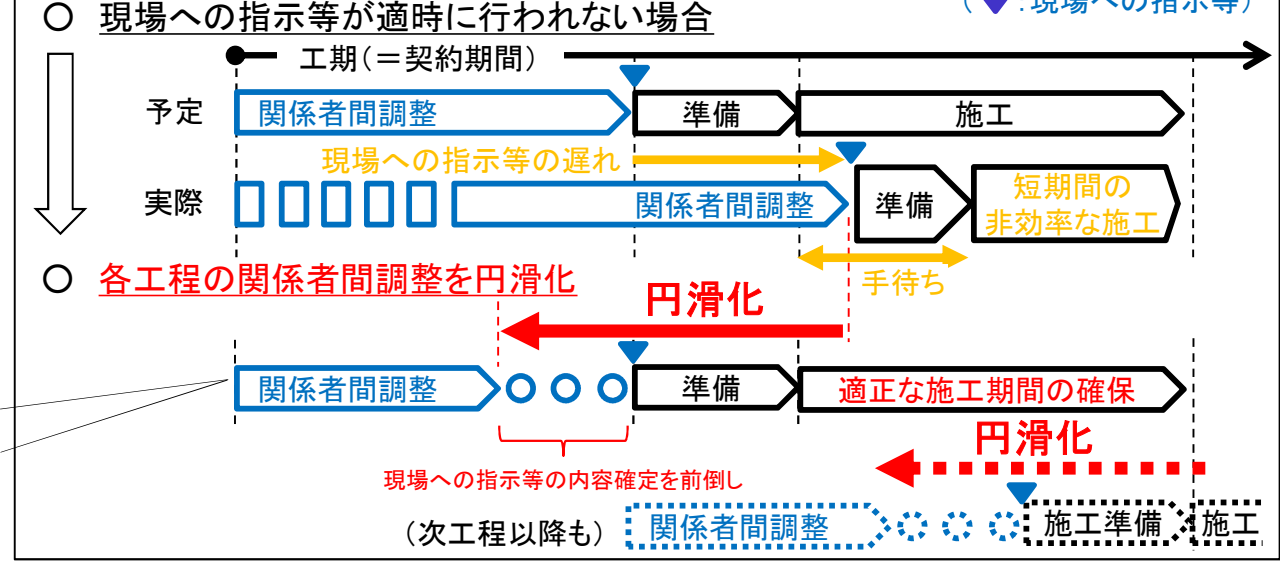 (▼:現場への指示等)
○ 現場への指示等が適時に行われない場合
工期(=契約期間)
予定
関係者間調整
準備
施工
現場への指示等の遅れ
実際
関係者間調整
準備
短期間の
非効率な施工
手待ち
○ 各工程の関係者間調整を円滑化
円滑化
関係者間調整
準備
適正な施工期間の確保
円滑化
現場への指示等の内容確定を前倒し
(次工程以降も)
関係者間調整
施工準備
施工